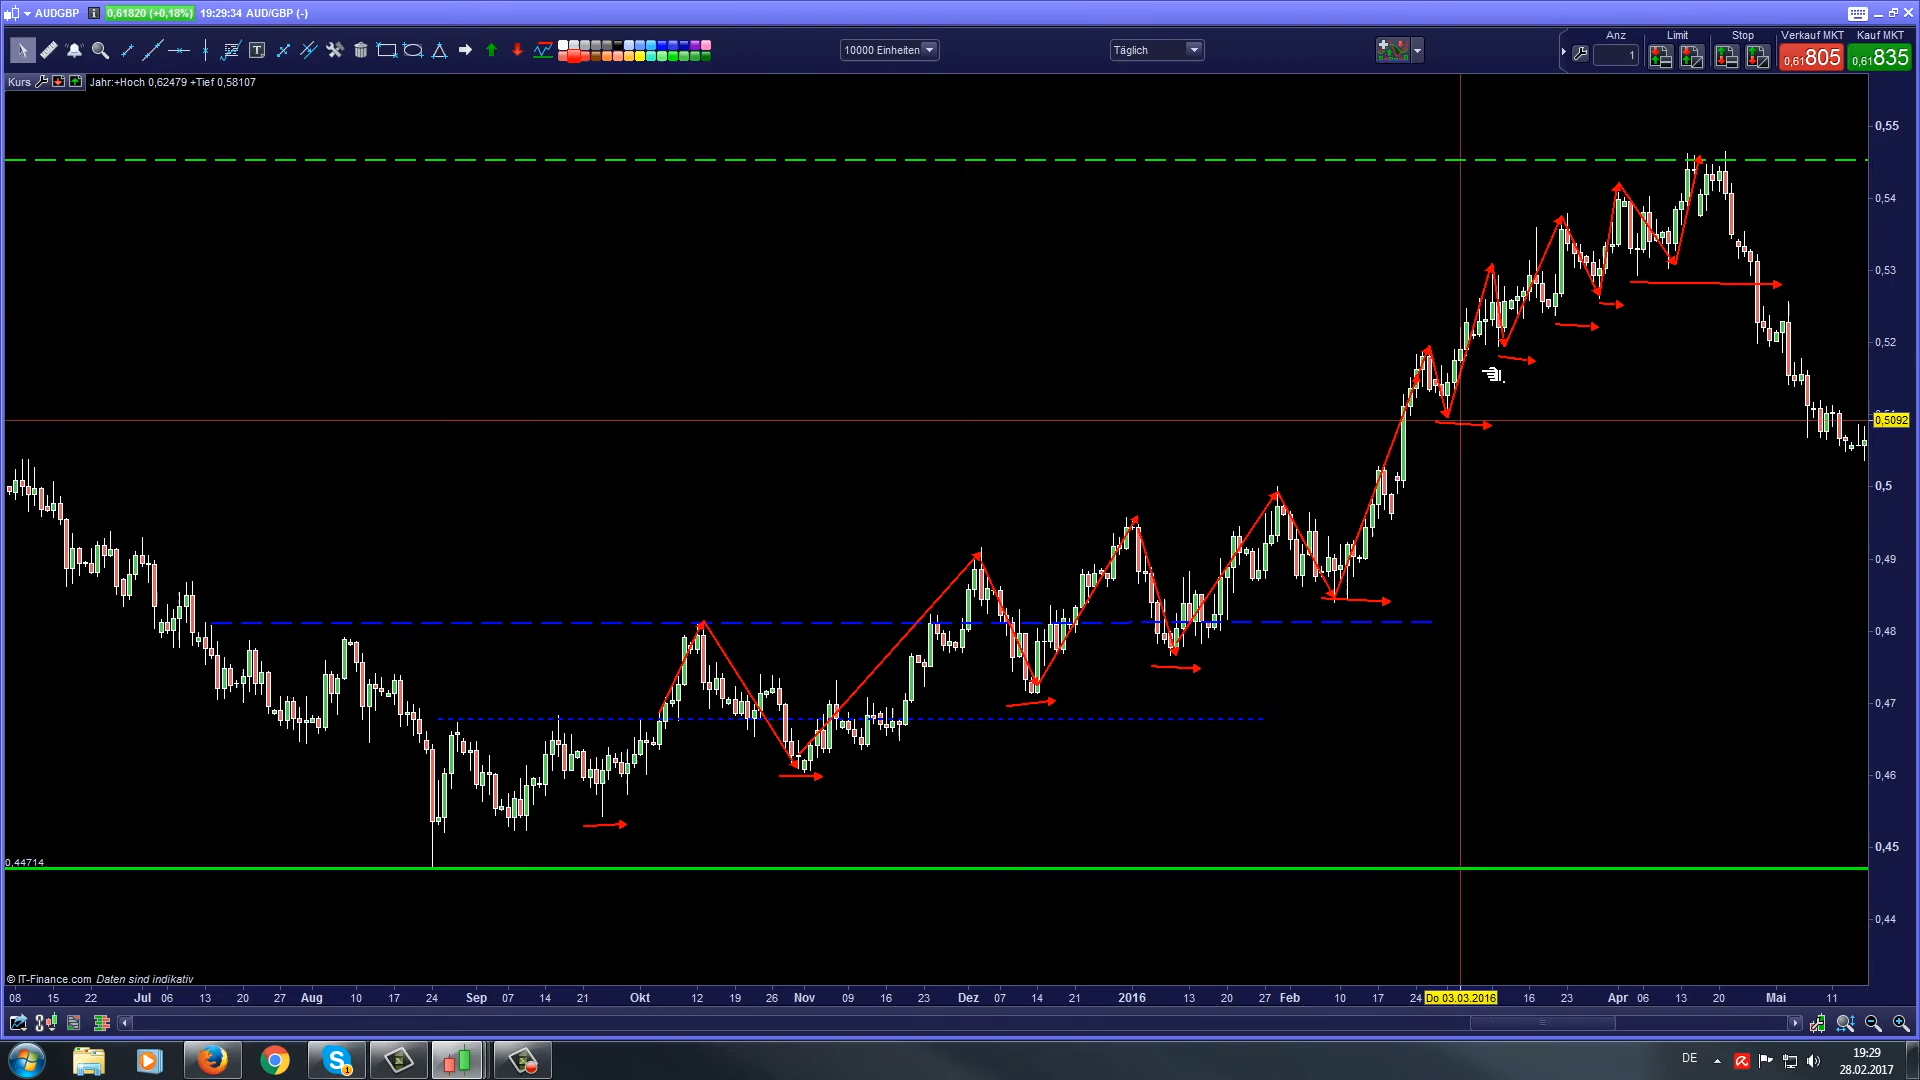 AUDGBP 0,61820 (+0,18%) 19:29:34 AUD/GBP (-)
10000 Einheiten
Täglich
Anz
1
Limit
Stop
Verkauf MKT
0,61805
Kauf MKT
0,61835
Kurs
Jahr:+Hoch 0,62479 +Tief 0,58107
0,55
0,54
0,53
0,52
0,5092
0,5
0,49
0,48
0,47
0,46
0,45
0,44
0,44714
© IT-Finance.com Daten sind indikativ
08 15 22 Jul 06 13 20 27 Aug 10 17 24 Sep 07 14 21 Okt 12 19 26 Nov 09 16 23 Dez 07 14 21 2016 13 20 27 Feb 10 17 24 Do 03.03.2016 16 23 Apr 06 13 20 Mai 11
DE
19:29
28.02.2017